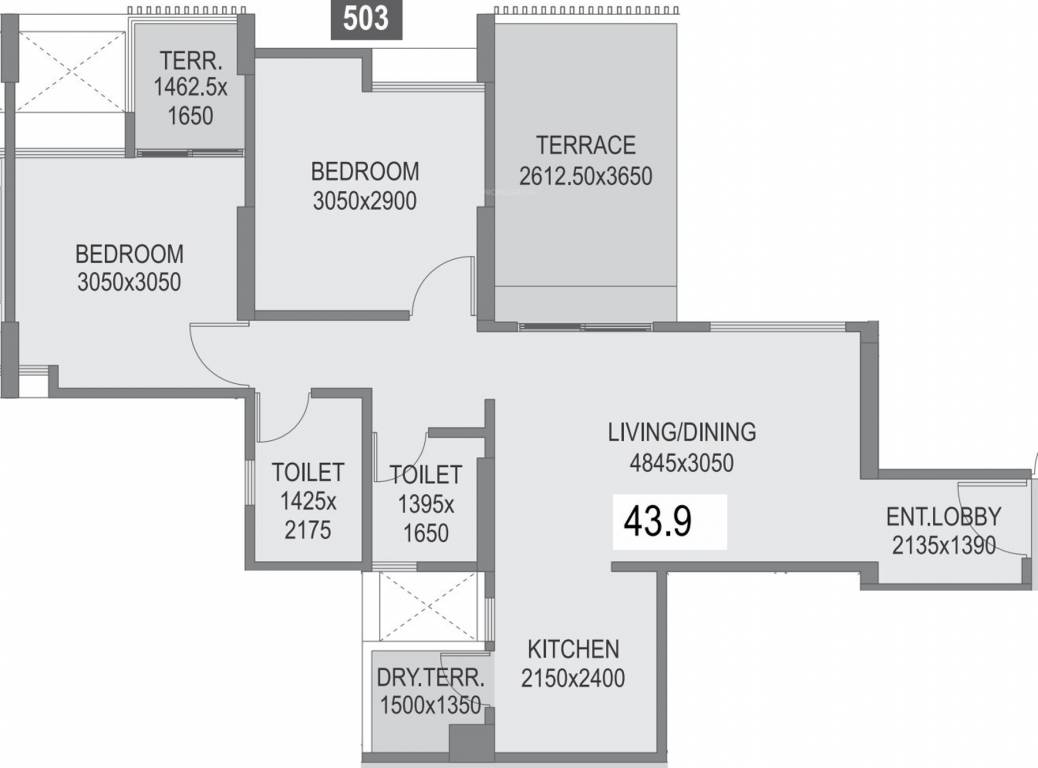 503
TERR.
1462.5x
1650
BEDROOM
3050x2900
TERRACE
2612.50x3650
BEDROOM
3050x3050
LIVING/DINING
4845x3050
TOILET
1425x
2175
TOILET
1395x
1650
43.9
ENT.LOBBY
2135x1390
KITCHEN
2150x2400
DRY.TERR.
1500x1350